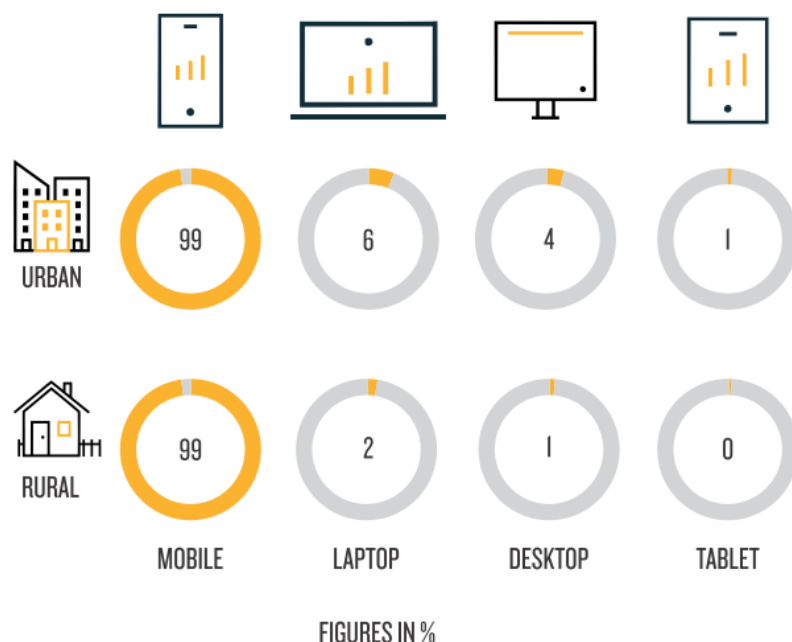 99
6
4
1
URBAN
99
2
1
0
RURAL
MOBILE
LAPTOP
DESKTOP
TABLET
FIGURES IN %